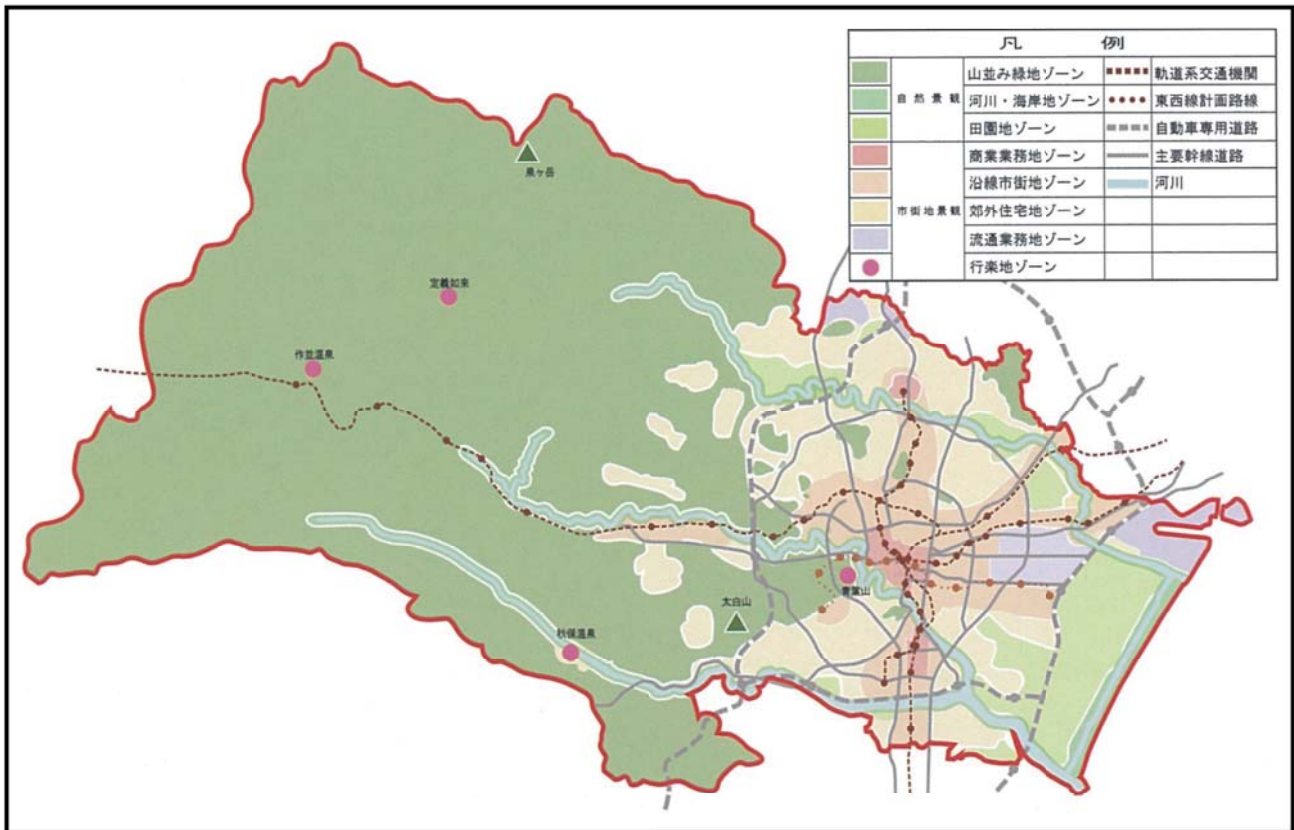 凡 例
山並み緑地ゾーン 軌道系交通機関
自然景観 河川・海岸地ゾーン 東西線計画路線
田園地ゾーン 自動車専用道路
商業業務地ゾーン 主要幹線道路
沿線市街地ゾーン 河川
市街地景観 郊外住宅地ゾーン
流通業務地ゾーン
行楽地ゾーン
泉ヶ岳
定義如来
作並温泉
青葉山
太白山
秋保温泉